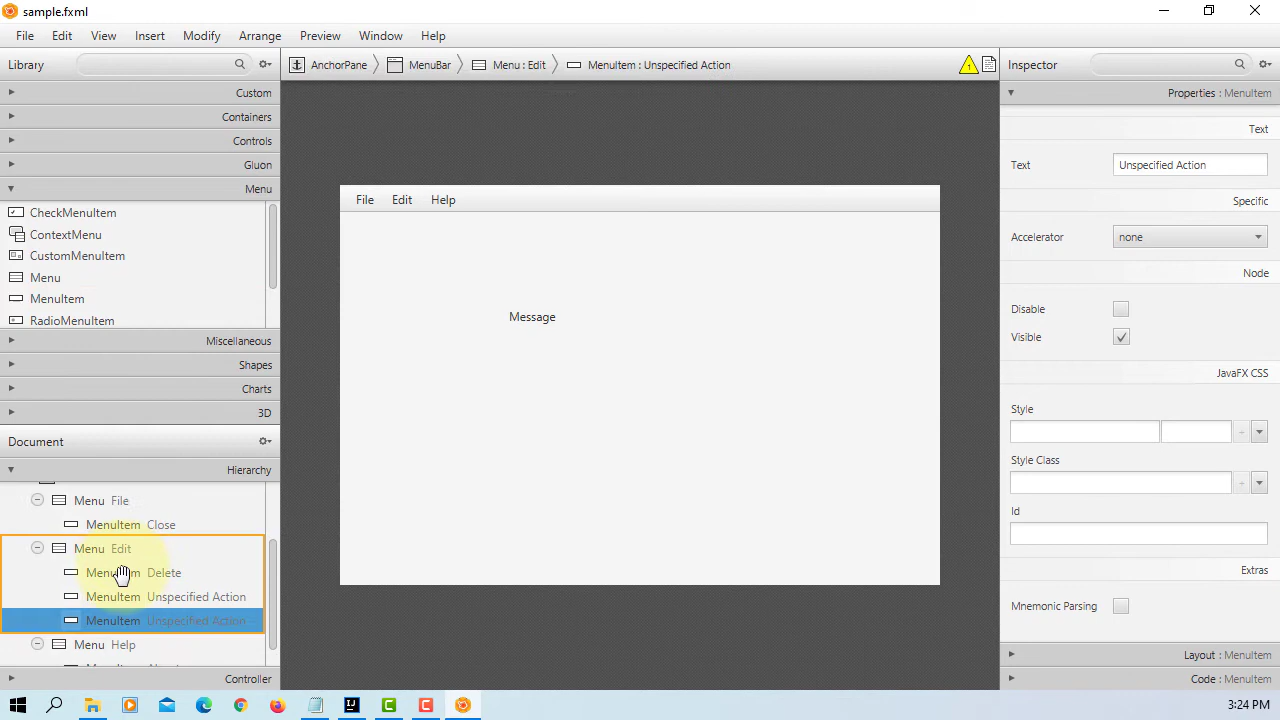 sample.fxml
File Edit View Insert Modify Arrange Preview Window Help
Library
AnchorPane MenuBar Menu : Edit MenuItem : Unspecified Action
1
Inspector
Custom
Containers
Controls
Gluon
Menu
CheckMenuItem
ContextMenu
CustomMenuItem
Menu
MenuItem
RadioMenuItem
Miscellaneous
Shapes
Charts
3D
Document
Hierarchy
Menu File
MenuItem Close
Menu Edit
MenuItem Delete
MenuItem Unspecified Action
MenuItem Unspecified Action
Menu Help
Controller
File Edit Help
Message
Properties : MenuItem
Text
Text Unspecified Action
Specific
Accelerator none
Node
Disable
Visible
JavaFX CSS
Style
Style Class
Id
Extras
Mnemonic Parsing
Layout : MenuItem
Code : MenuItem
3:24 PM